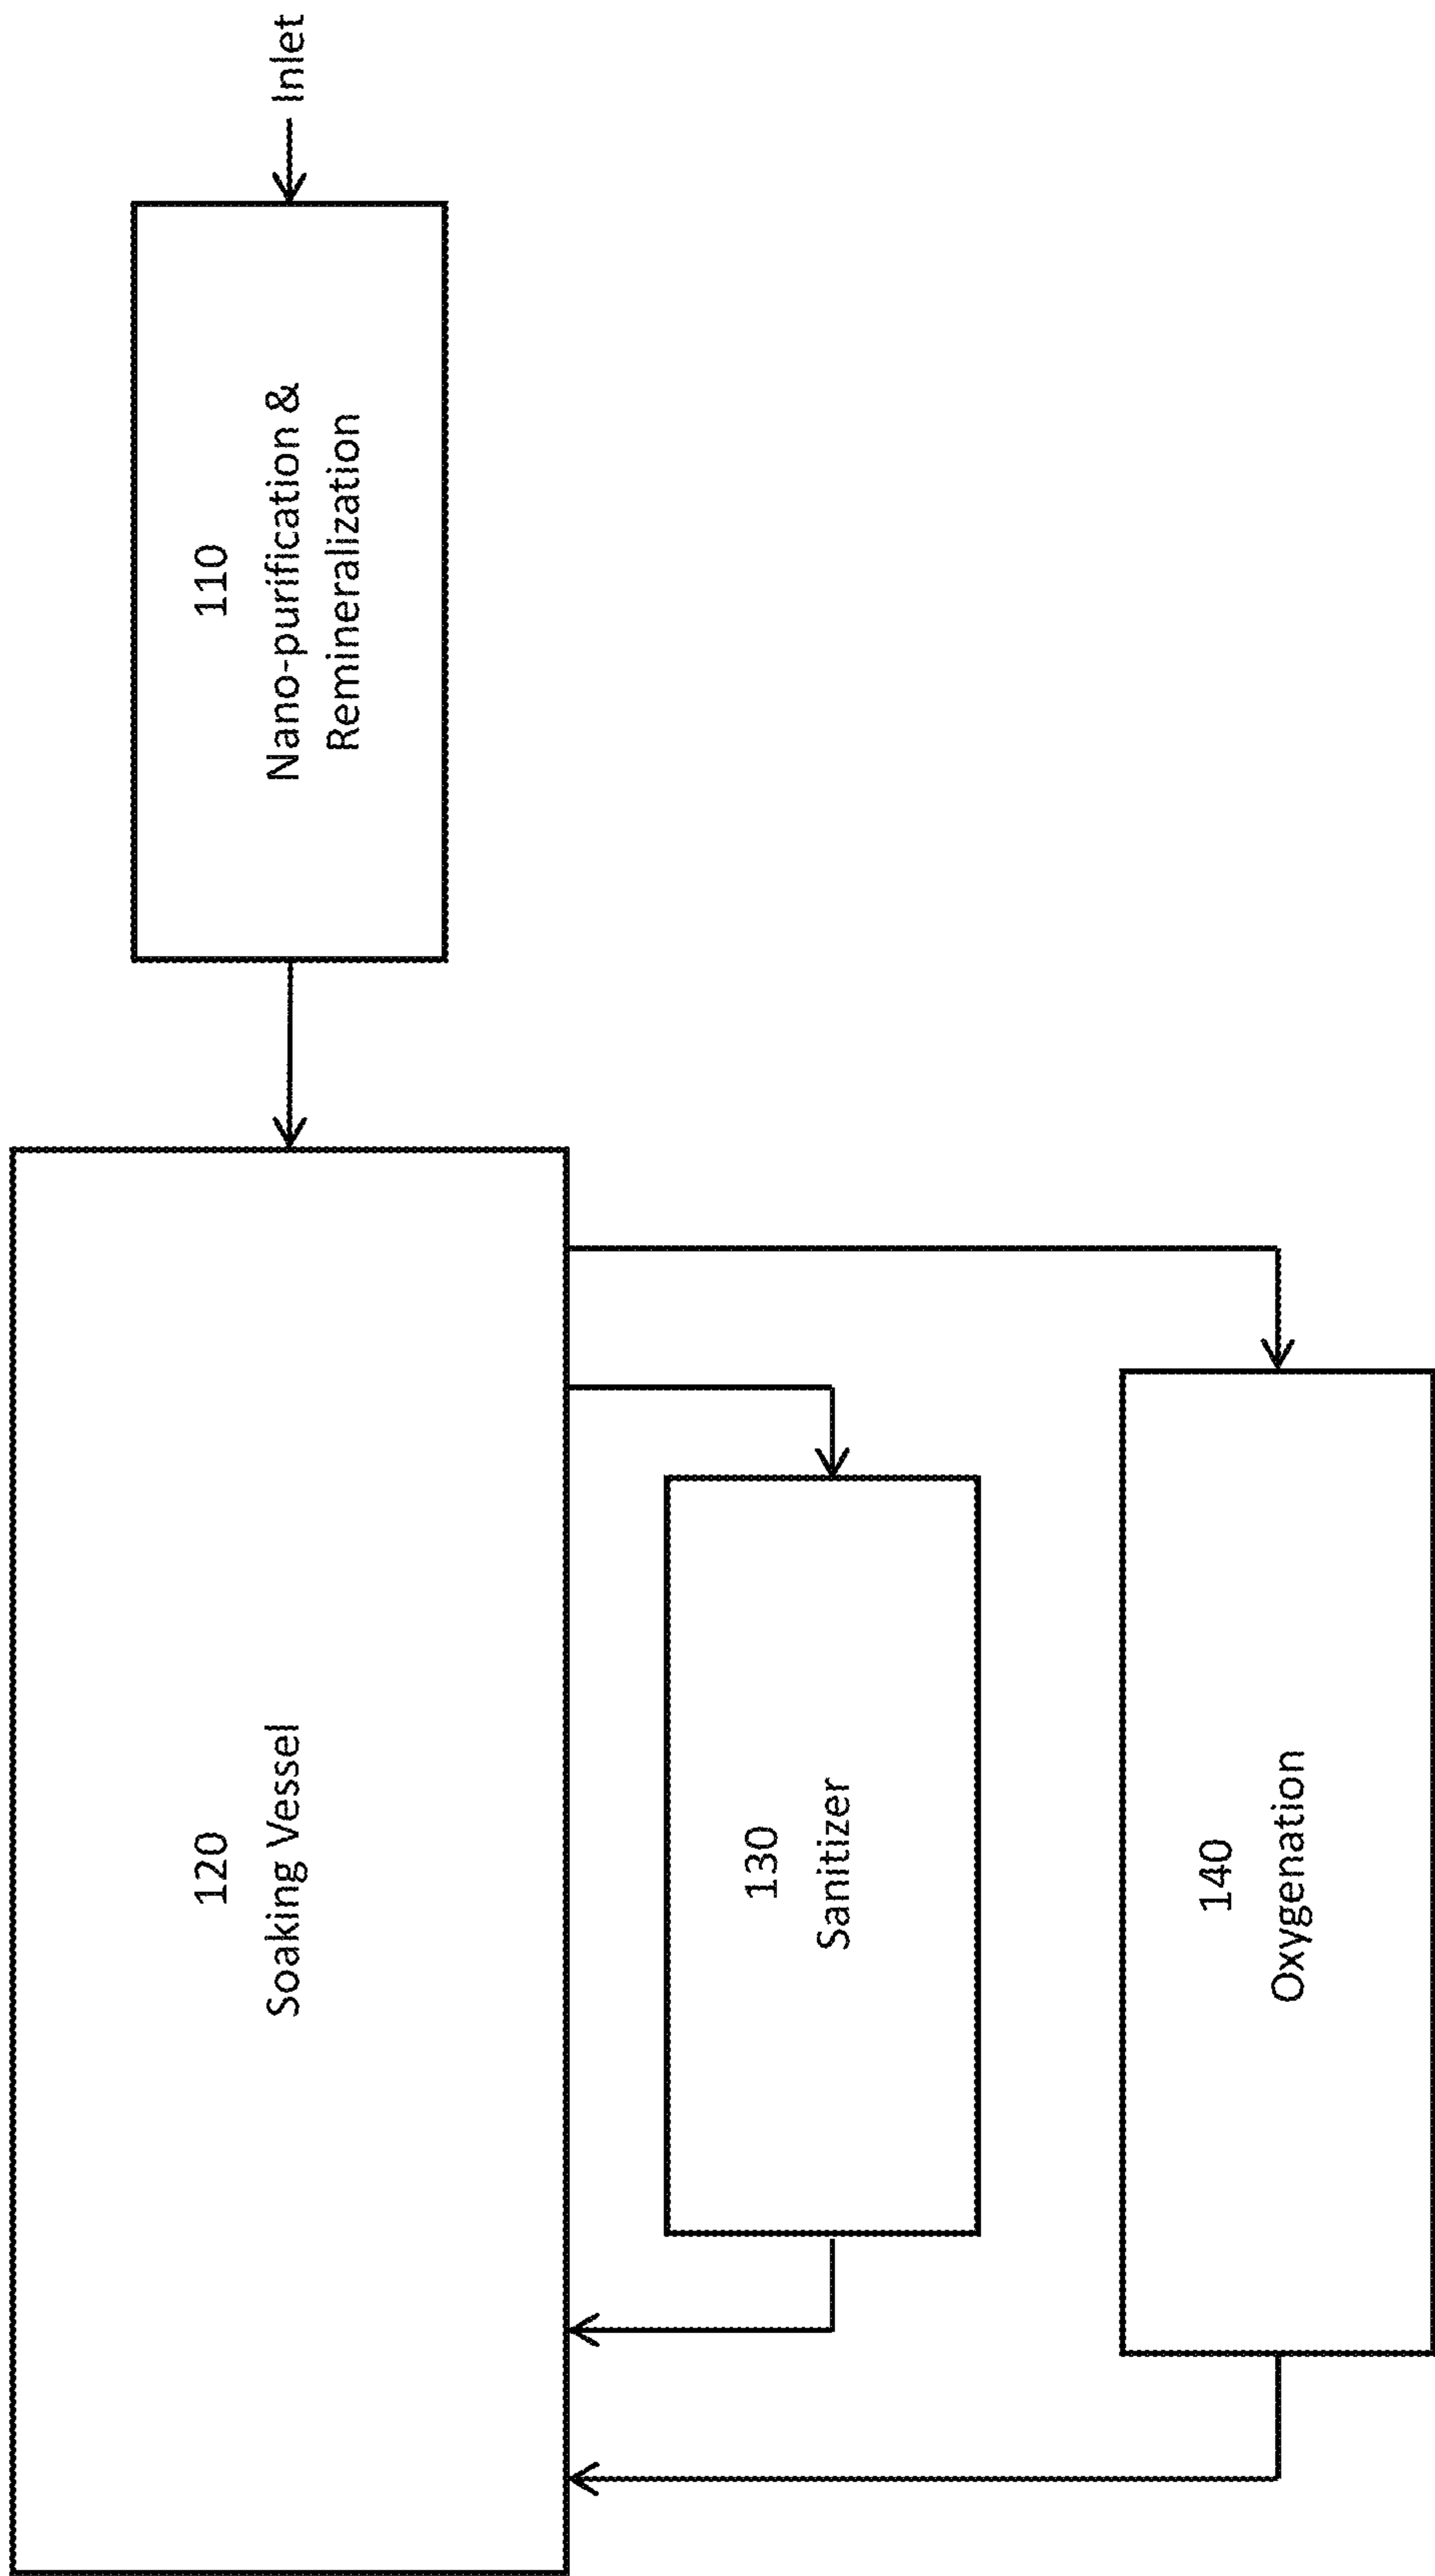 Inlet
110
Nano-purification &
Remineralization
120
Soaking Vessel
130
Sanitizer
140
Oxygenation